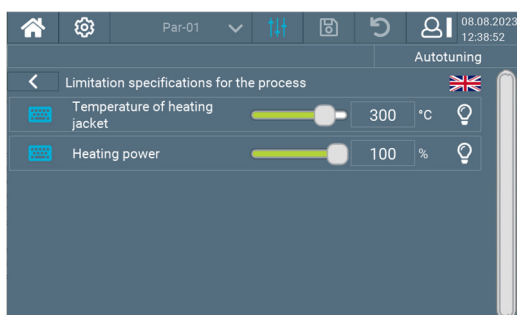 Par-01
08.08.2023
12:38:52
Autotuning
Limitation specifications for the process
Temperature of heating
jacket
300
°C
Heating power
100
%